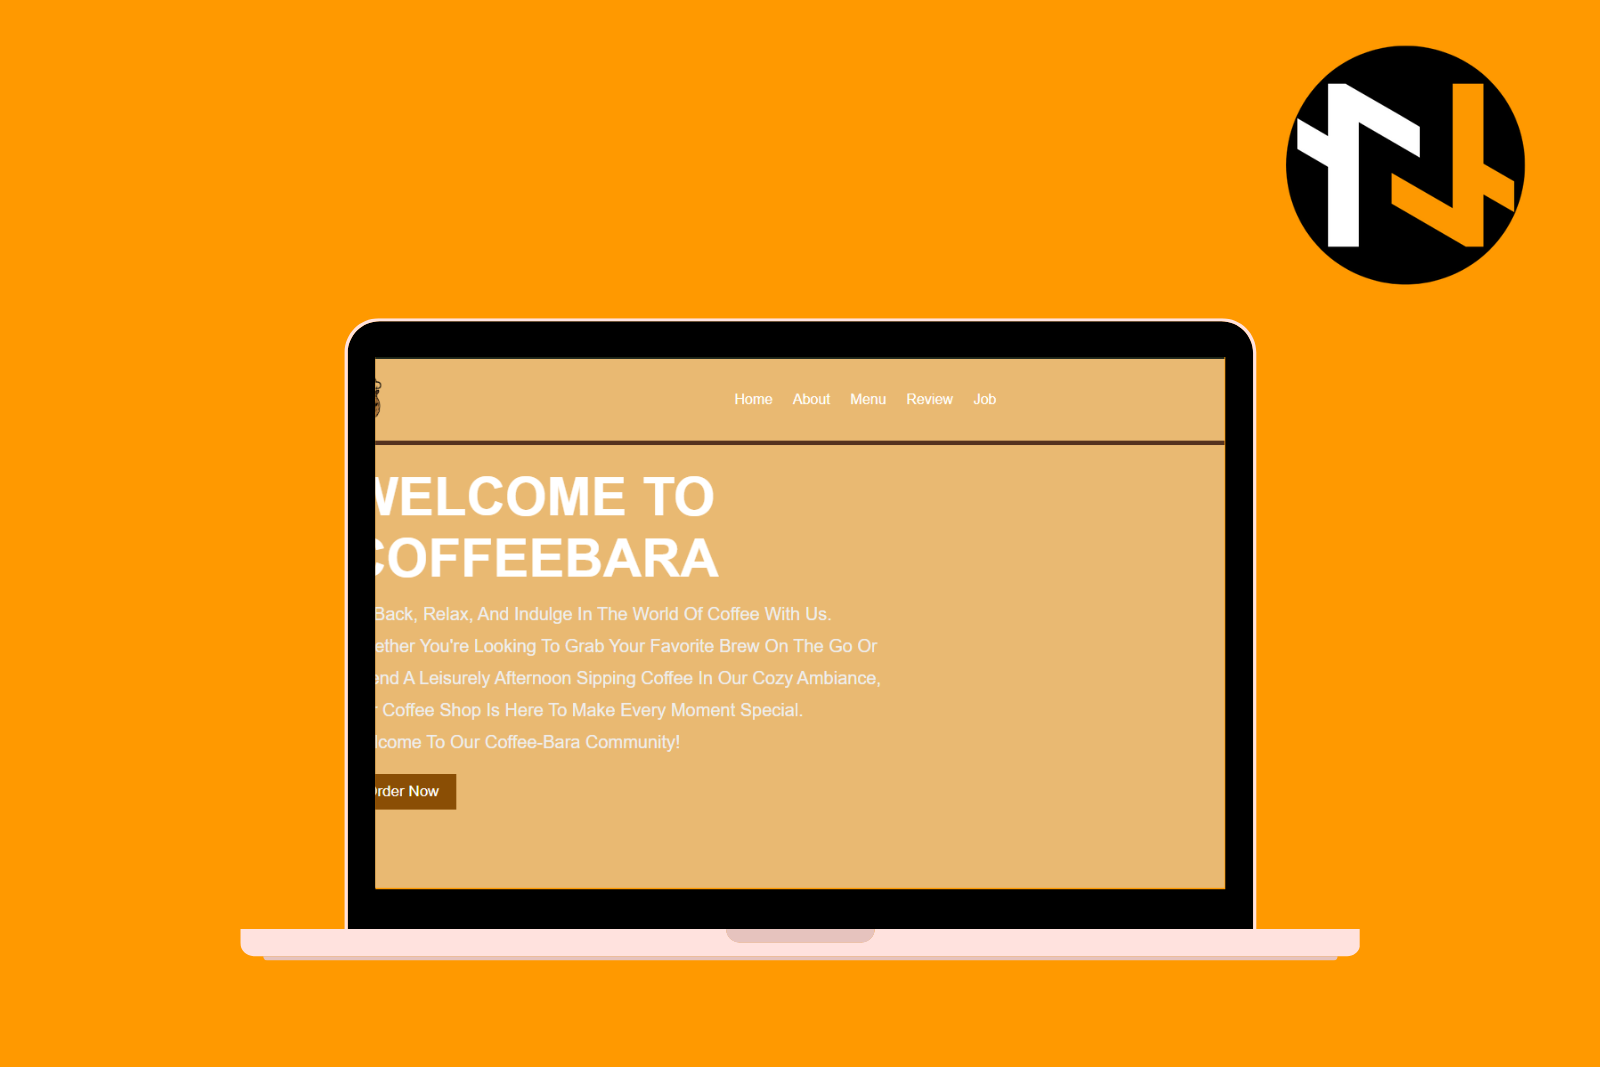 Home About Menu Review Job
WELCOME TO
COFFEEBARA
Back, Relax, And Indulge In The World Of Coffee With Us.
ether You're Looking To Grab Your Favorite Brew On The Go Or
end A Leisurely Afternoon Sipping Coffee In Our Cozy Ambiance,
r Coffee Shop Is Here To Make Every Moment Special.
lcome To Our Coffee-Bara Community!
Order Now